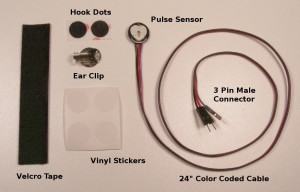 Hook Dots
Pulse Sensor
Ear Clip
3 Pin Male
Connector
Vinyl Stickers
Velcro Tape
24" Color Coded Cable